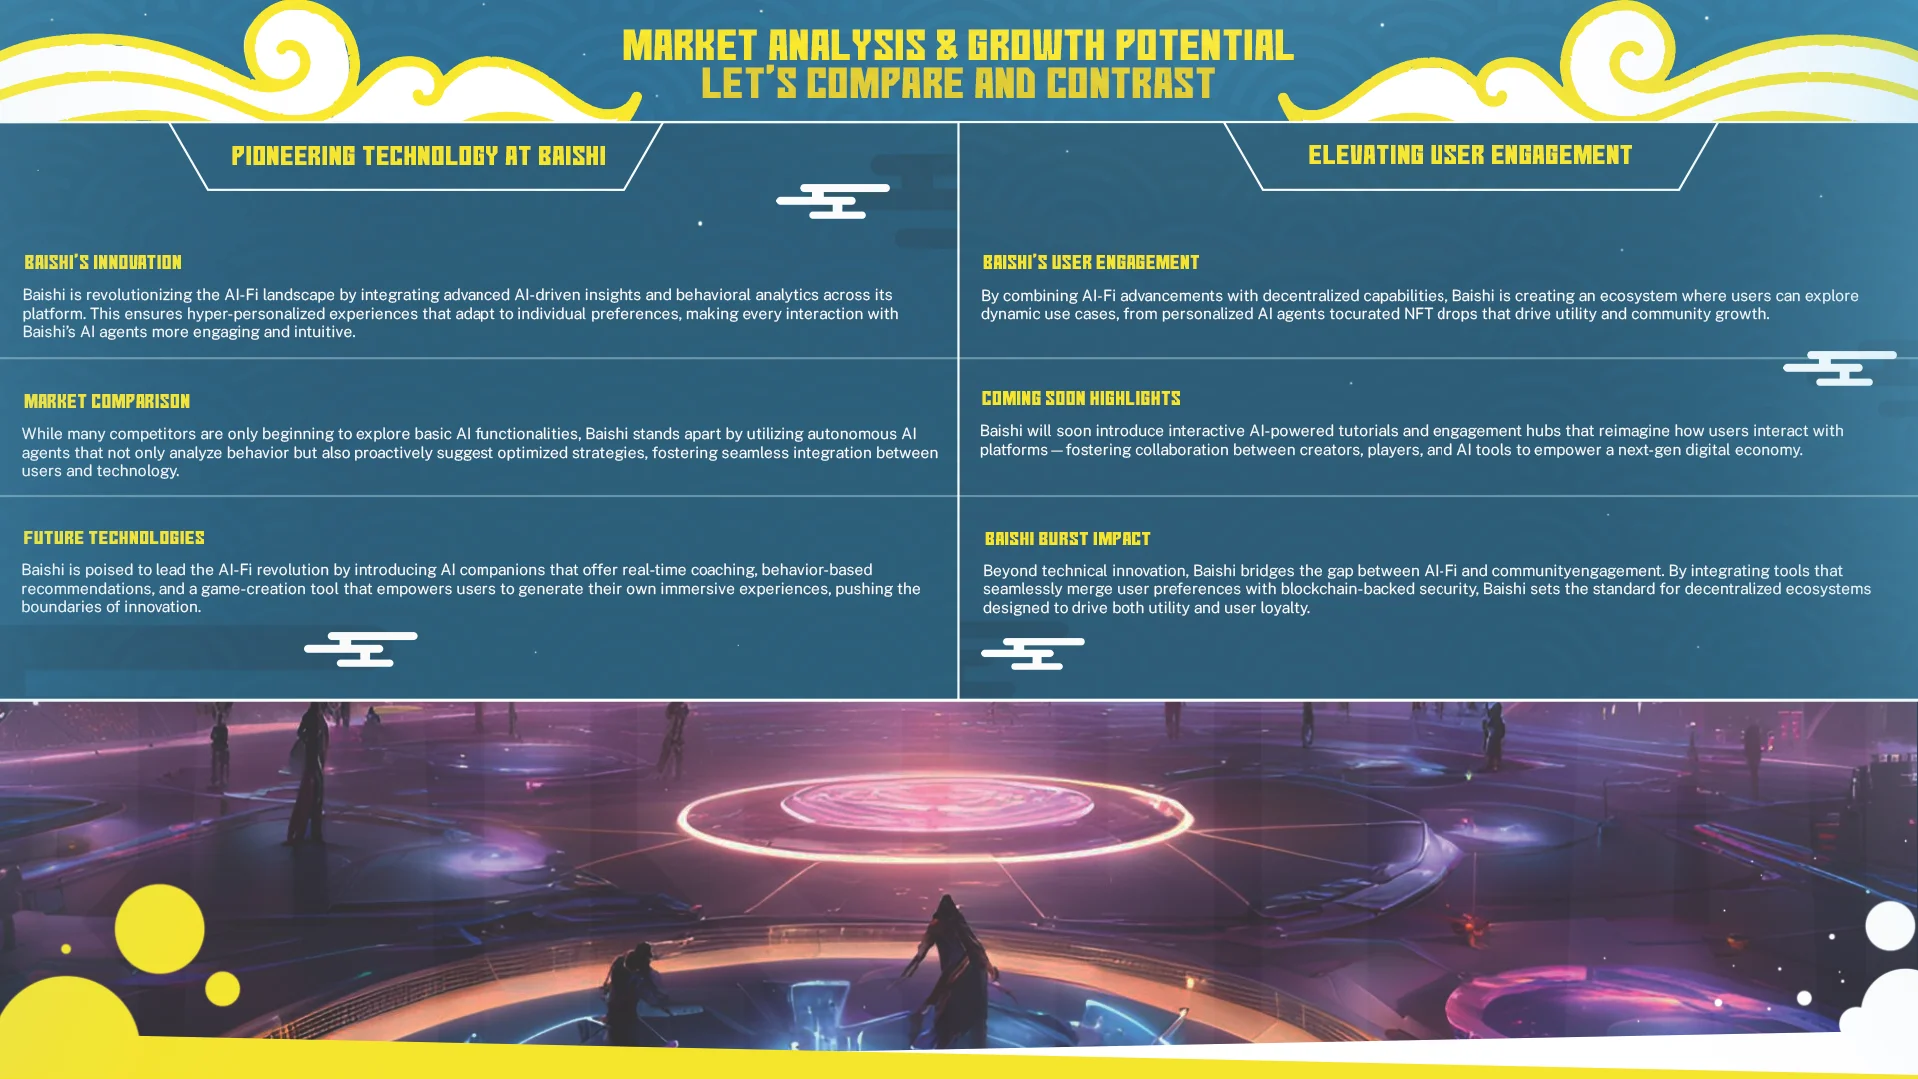 MARKET ANALYSIS & GROWTH POTENTIAL
LET'S COMPARE AND CONTRAST
PIONEERING TECHNOLOGY AT BAISHI
BAISHI'S INNOVATION
Baishi is revolutionizing the AI-Fi landscape by integrating advanced AI-driven insights and behavioral analytics across its
platform. This ensures hyper-personalized experiences that adapt to individual preferences, making every interaction with
Baishi's AI agents more engaging and intuitive.
MARKET COMPARISON
While many competitors are only beginning to explore basic AI functionalities, Baishi stands apart by utilizing autonomous AI
agents that not only analyze behavior but also proactively suggest optimized strategies, fostering seamless integration between
users and technology.
FUTURE TECHNOLOGIES
Baishi is poised to lead the AI-Fi revolution by introducing AI companions that offer real-time coaching, behavior-based
recommendations, and a game-creation tool that empowers users to generate their own immersive experiences, pushing the
boundaries of innovation.
ELEVATING USER ENGAGEMENT
BAISHI'S USER ENGAGEMENT
By combining AI-Fi advancements with decentralized capabilities, Baishi is creating an ecosystem where users can explore
dynamic use cases, from personalized AI agents tocurated NFT drops that drive utility and community growth.
COMING SOON HIGHLIGHTS
Baishi will soon introduce interactive AI-powered tutorials and engagement hubs that reimagine how users interact with
platforms—fostering collaboration between creators, players, and AI tools to empower a next-gen digital economy.
BAISHI BURST IMPACT
Beyond technical innovation, Baishi bridges the gap between AI-Fi and communityengagement. By integrating tools that
seamlessly merge user preferences with blockchain-backed security, Baishi sets the standard for decentralized ecosystems
designed to drive both utility and user loyalty.